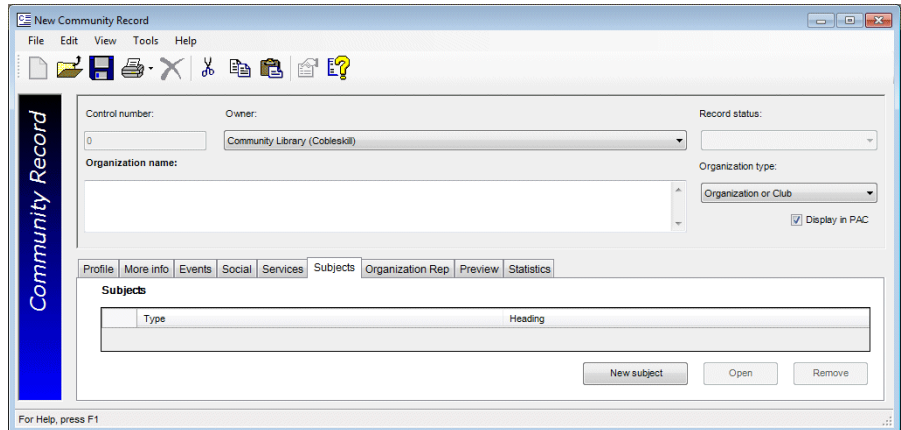 New Community Record
File Edit View Tools Help
Community Record
Control number: Owner: Record status:
0 Community Library (Cobleskill)
Organization name: Organization type:
Organization or Club
Display in PAC
Profile More info Events Social Services Subjects Organization Rep Preview Statistics
Subjects
Type Heading
New subject Open Remove
For Help, press F1